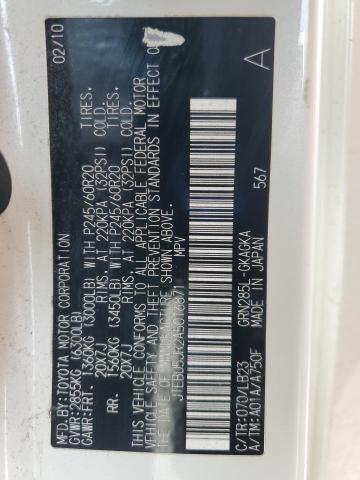 MFD.BY:TOYOTA MOTOR CORPORATION 02/10
GVWR:2855KG (6300LB)
GAWR:FRT. 1360KG (3000LB) WITH P245/60R20 TIRES.
20X7J RIMS. AT 220KPA (32PSI) COLD.
RR. 1560KG (3450LB) WITH P245/60R20 TIRES.
20X7J RIMS. AT 220KPA (32PSI) COLD.
THIS VEHICLE CONFORMS TO ALL APPLICABLE FEDERAL MOTOR
VEHICLE SAFETY AND THEFT PREVENTION STANDARDS IN EFFECT
THE DATE OF MANUFACTURE SHOWN ABOVE.
MPV
A
C/TR:070/LB23 GRN285L-GKAGKA 567
A/TM:A01A/A750F MADE IN JAPAN